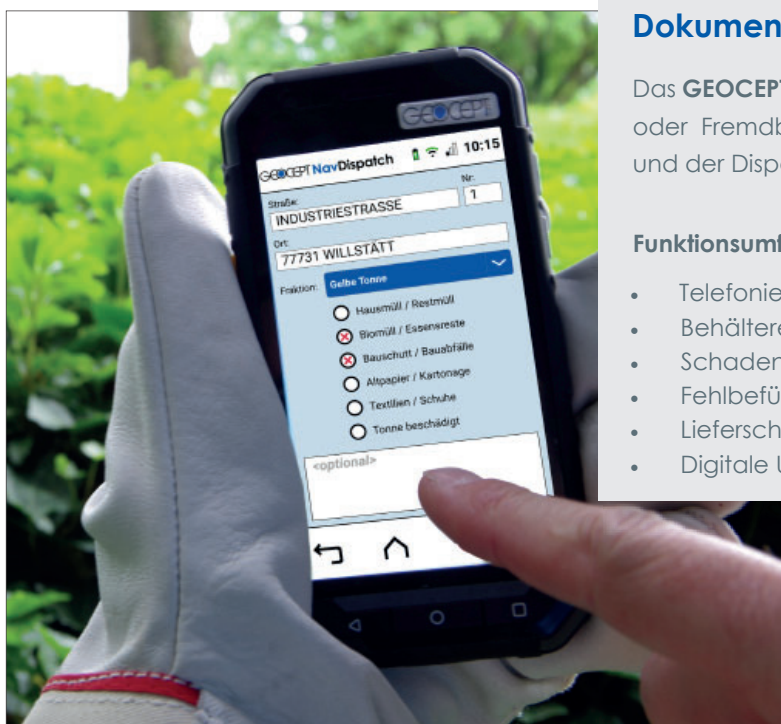 GEOCEPT
GEOCEPT NavDispatch 10:15
Straße: Nr:
INDUSTRIESTRASSE 1
Ort:
77731 WILLSTÄTT
Fraktion: Gelbe Tonne
Hausmüll / Restmüll
Biomüll / Essensreste
Bauschutt / Bauabfälle
Altpapier / Kartonage
Textilien / Schuhe
Tonne beschädigt
<optional>
Dokumen
Das GEOCEPT
oder Fremdb
und der Dispo
Funktionsumf
• Telefonie
• Behältere
• Schaden
• Fehlbefü
• Liefersch
• Digitale U